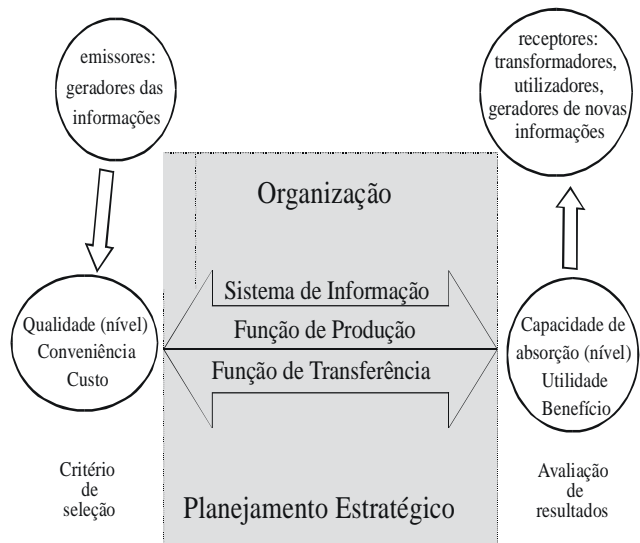 emissores:
geradores das
informações
receptores:
transformadores,
utilizadores,
geradores de novas
informações
Organização
Sistema de Informação
Função de Produção
Função de Transferência
Qualidade (nível)
Conveniência
Custo
Capacidade de
absorção (nível)
Utilidade
Benefício
Critério
de
seleção
Planejamento Estratégico
Avaliação
de
resultados